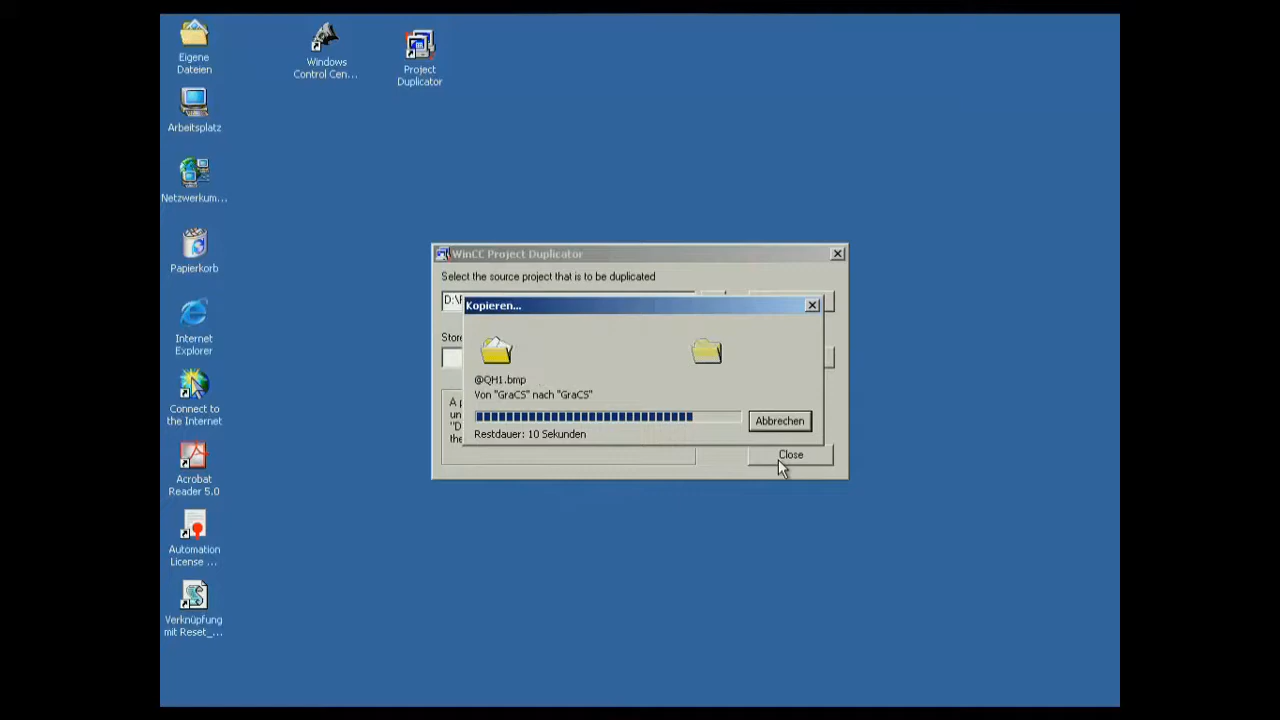 Eigene
Dateien
Windows
Control Cen...
Project
Duplicator
Arbeitsplatz
Netzwerkum...
Papierkorb
Internet
Explorer
Connect to
the Internet
Acrobat
Reader 5.0
Automation
License ...
Verknüpfung
mit Reset_...
WinCC Project Duplicator
Select the source project that is to be duplicated
D:\
Kopieren...
Store
@QH1.bmp
Von "GraCS" nach "GraCS"
Abbrechen
Restdauer: 10 Sekunden
A
un
"D
the
Close